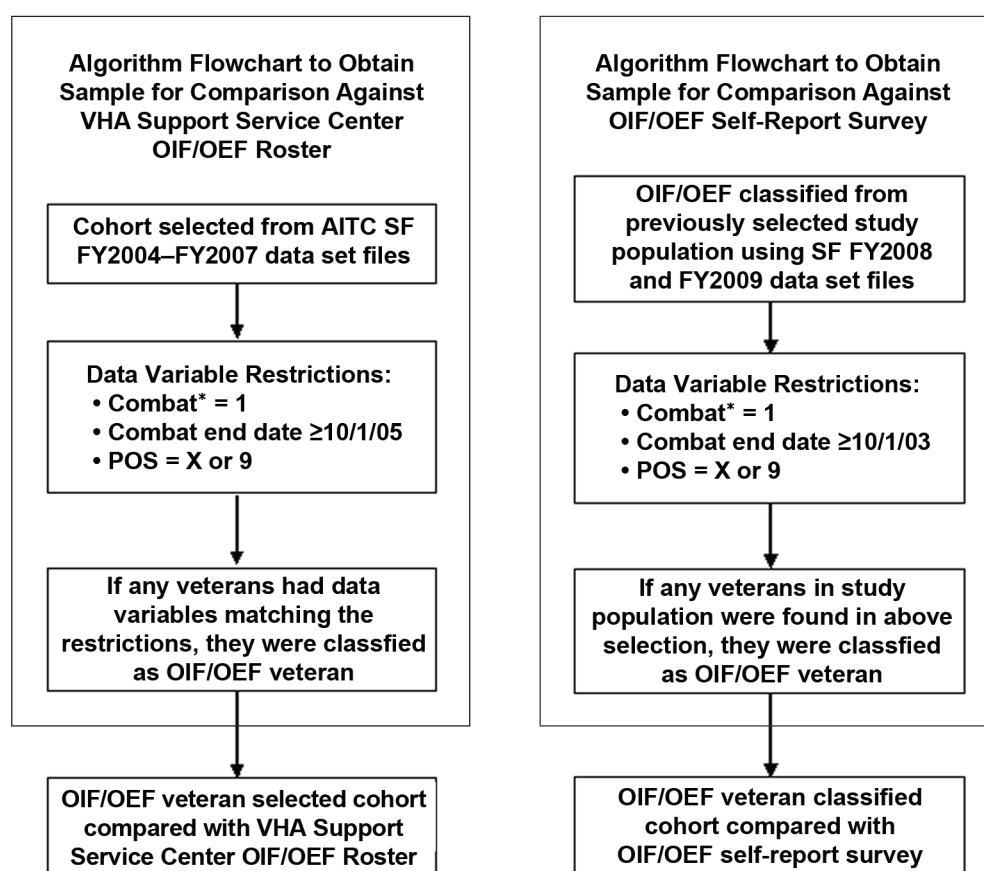 Algorithm Flowchart to Obtain
Sample for Comparison Against
VHA Support Service Center
OIF/OEF Roster
Cohort selected from AITC SF
FY2004–FY2007 data set files
Data Variable Restrictions:
• Combat* = 1
• Combat end date ≥10/1/05
• POS = X or 9
If any veterans had data
variables matching the
restrictions, they were classfied
as OIF/OEF veteran
OIF/OEF veteran selected cohort
compared with VHA Support
Service Center OIF/OEF Roster
Algorithm Flowchart to Obtain
Sample for Comparison Against
OIF/OEF Self-Report Survey
OIF/OEF classified from
previously selected study
population using SF FY2008
and FY2009 data set files
Data Variable Restrictions:
• Combat* = 1
• Combat end date ≥10/1/03
• POS = X or 9
If any veterans in study
population were found in above
selection, they were classfied
as OIF/OEF veteran
OIF/OEF veteran classified
cohort compared with
OIF/OEF self-report survey